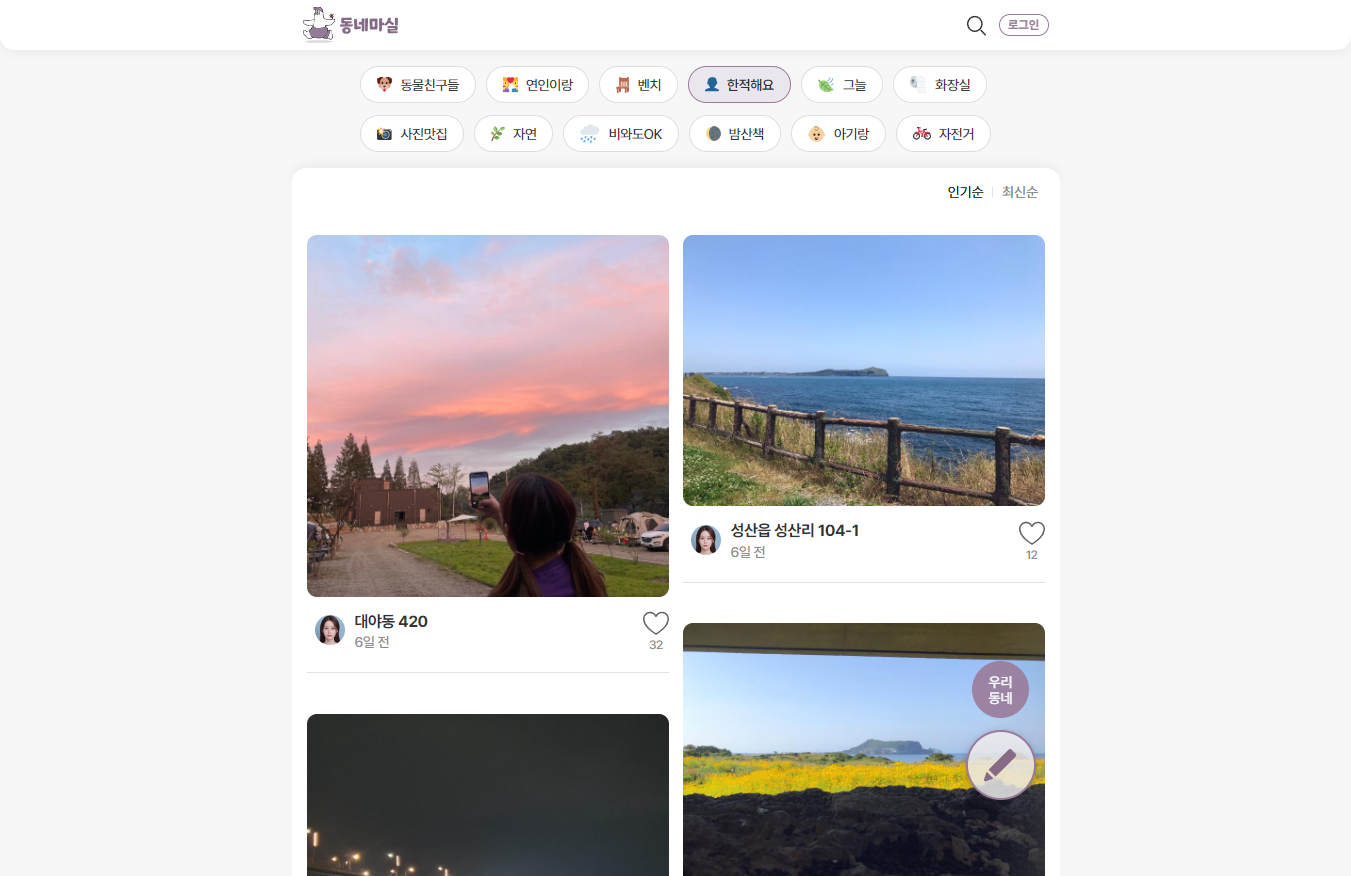 동네마실
로그인
동물친구들 연인이랑 벤치 한적해요 그늘 화장실
사진맛집 자연 비와도OK 밤산책 아기랑 자전거
인기순 최신순
대야동 420
6일 전
32
성산읍 성산리 104-1
6일 전
12
우리
동네